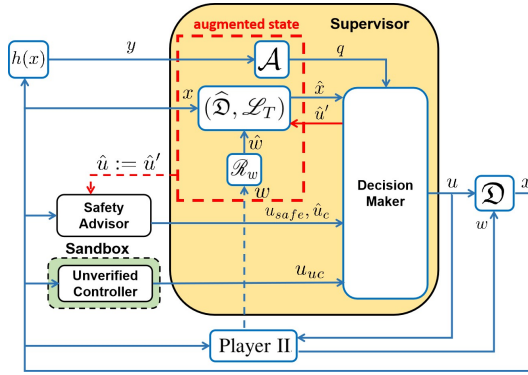 augmented state
Supervisor
h(x)
y
𝒜
q
x
(𝔇̂, ℒ_T)
x̂
û′
ŵ
û := û′
ℛ_w
w
Safety
Advisor
u_safe, û_c
Decision
Maker
u
𝔇
x
w
Sandbox
Unverified
Controller
u_uc
Player II